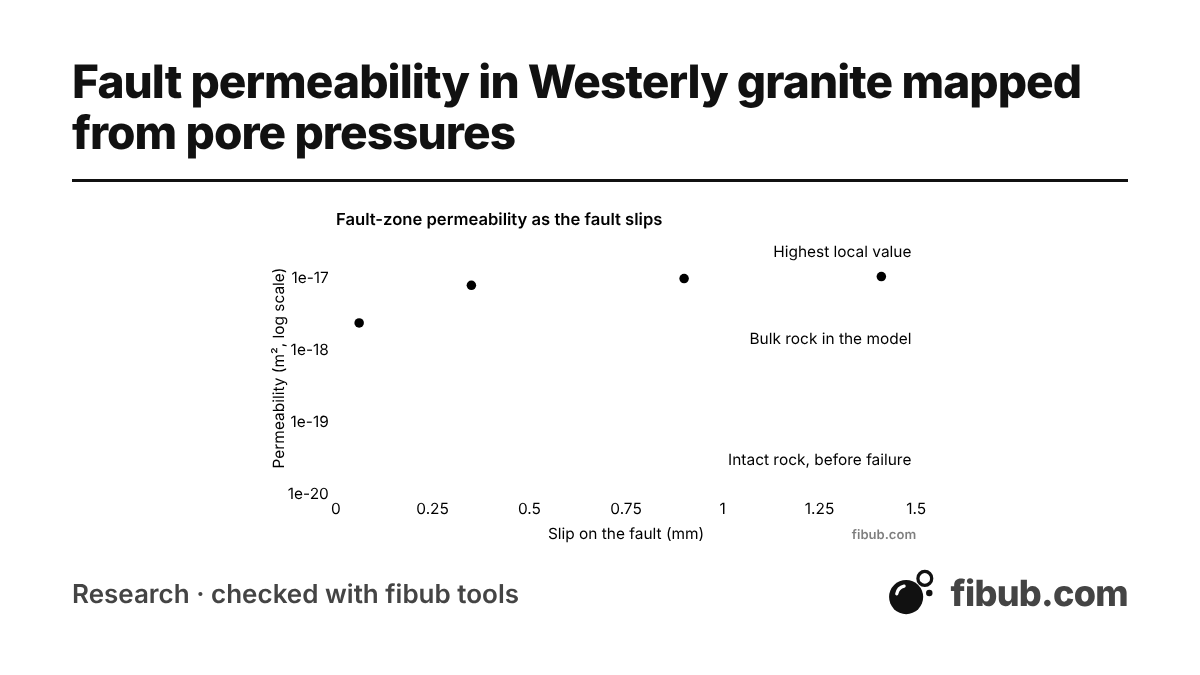 Fault permeability in Westerly granite mapped
from pore pressures
Fault-zone permeability as the fault slips
Highest local value
Permeability (m², log scale)
1e-17
1e-18
Bulk rock in the model
1e-19
Intact rock, before failure
1e-20
0 0.25 0.5 0.75 1 1.25 1.5
Slip on the fault (mm)
fibub.com
Research · checked with fibub tools
fibub.com